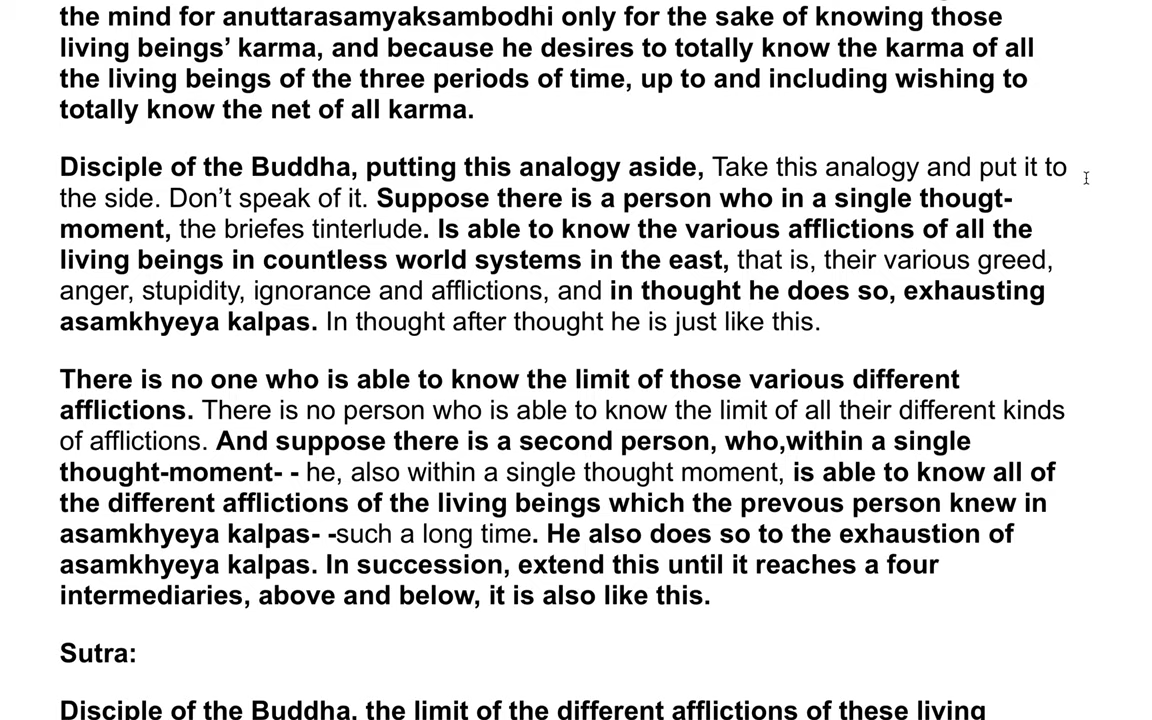 the mind for anuttarasamyaksambodhi only for the sake of knowing those
living beings’ karma, and because he desires to totally know the karma of all
the living beings of the three periods of time, up to and including wishing to
totally know the net of all karma.
Disciple of the Buddha, putting this analogy aside, Take this analogy and put it to
the side. Don’t speak of it. Suppose there is a person who in a single thougt-
moment, the briefes tinterlude. Is able to know the various afflictions of all the
living beings in countless world systems in the east, that is, their various greed,
anger, stupidity, ignorance and afflictions, and in thought he does so, exhausting
asamkhyeya kalpas. In thought after thought he is just like this.
There is no one who is able to know the limit of those various different
afflictions. There is no person who is able to know the limit of all their different kinds
of afflictions. And suppose there is a second person, who,within a single
thought-moment- - he, also within a single thought moment, is able to know all of
the different afflictions of the living beings which the prevous person knew in
asamkhyeya kalpas- -such a long time. He also does so to the exhaustion of
asamkhyeya kalpas. In succession, extend this until it reaches a four
intermediaries, above and below, it is also like this.
Sutra:
Disciple of the Buddha, the limit of the different afflictions of these living